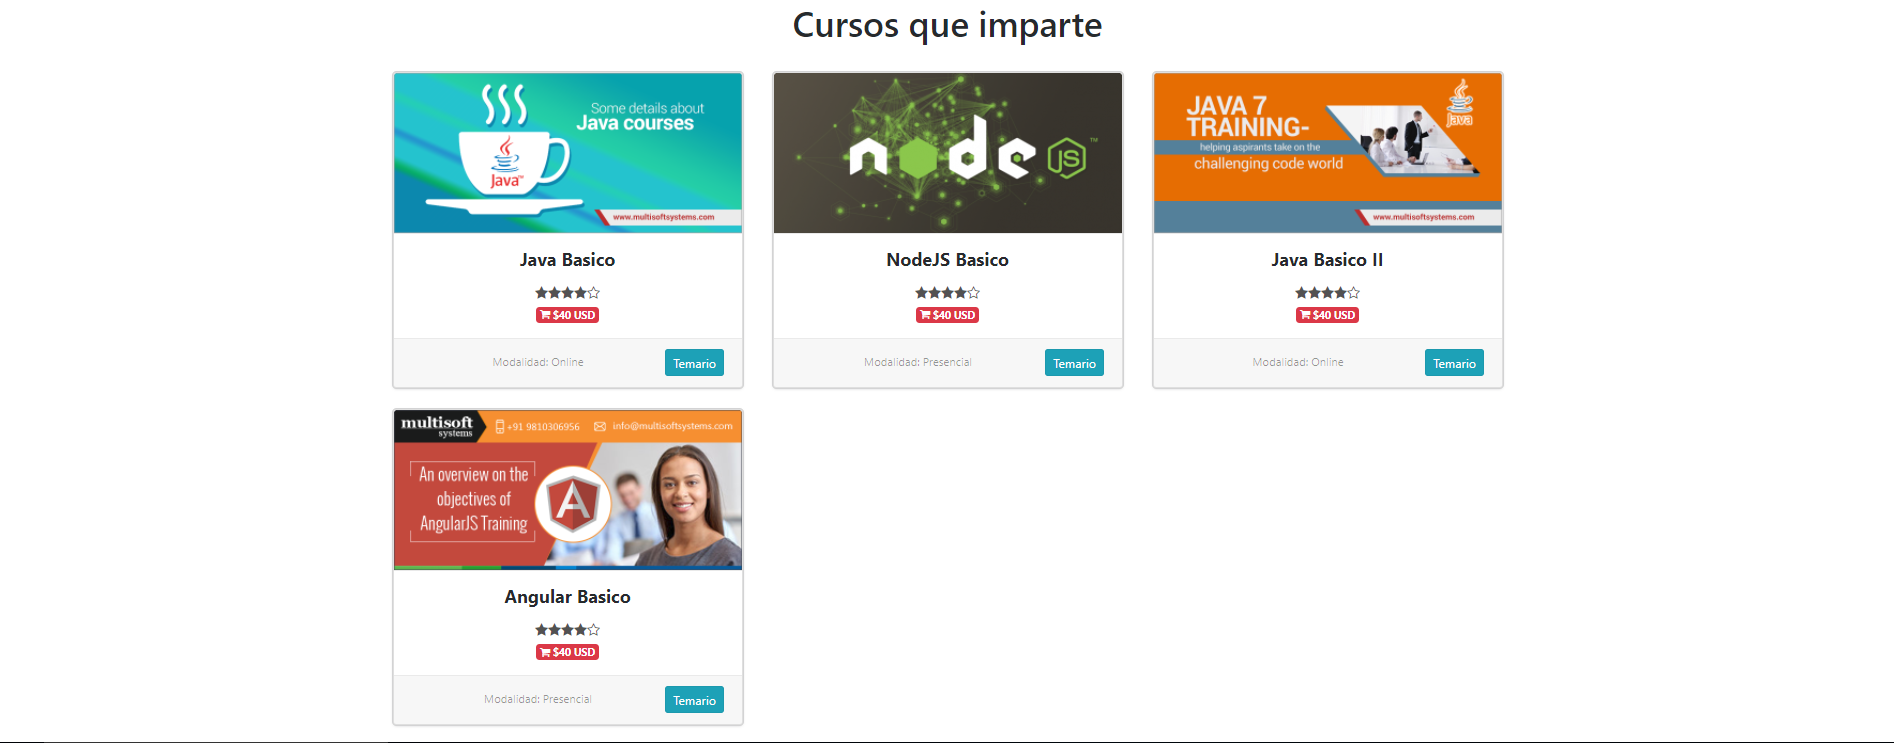 Cursos que imparte
Some details about
Java courses
Java™
www.multisoftsystems.com
Java Basico
$40 USD
Modalidad: Online
Temario
node JS™
NodeJS Basico
$40 USD
Modalidad: Presencial
Temario
JAVA 7
TRAINING-
helping aspirants take on the
challenging code world
Java
www.multisoftsystems.com
Java Basico II
$40 USD
Modalidad: Online
Temario
multisoft
systems
+91 9810306956
info@multisoftsystems.com
An overview on the
objectives of
AngularJS Training
A
Angular Basico
$40 USD
Modalidad: Presencial
Temario